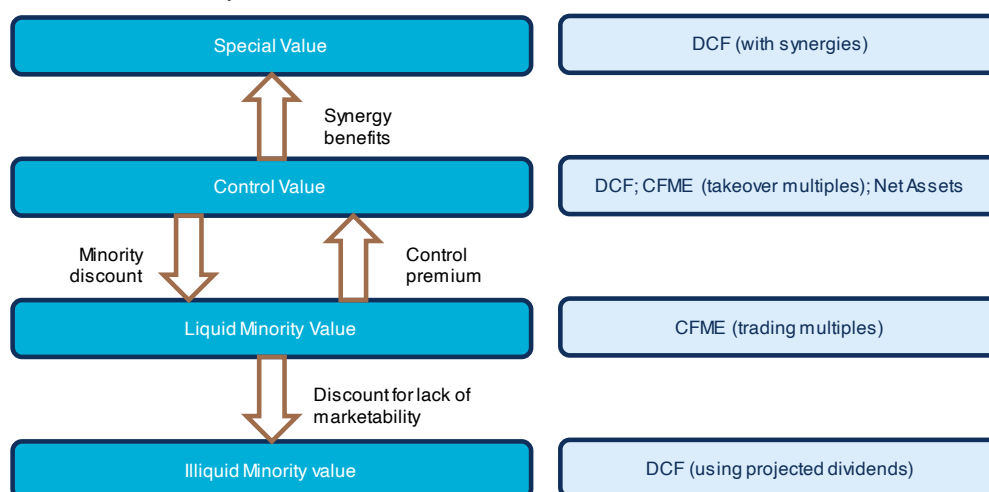 Special Value
DCF (with synergies)
Synergy
benefits
Control Value
DCF; CFME (takeover multiples); Net Assets
Minority
discount
Control
premium
Liquid Minority Value
CFME (trading multiples)
Discount for lack of
marketability
Illiquid Minority value
DCF (using projected dividends)